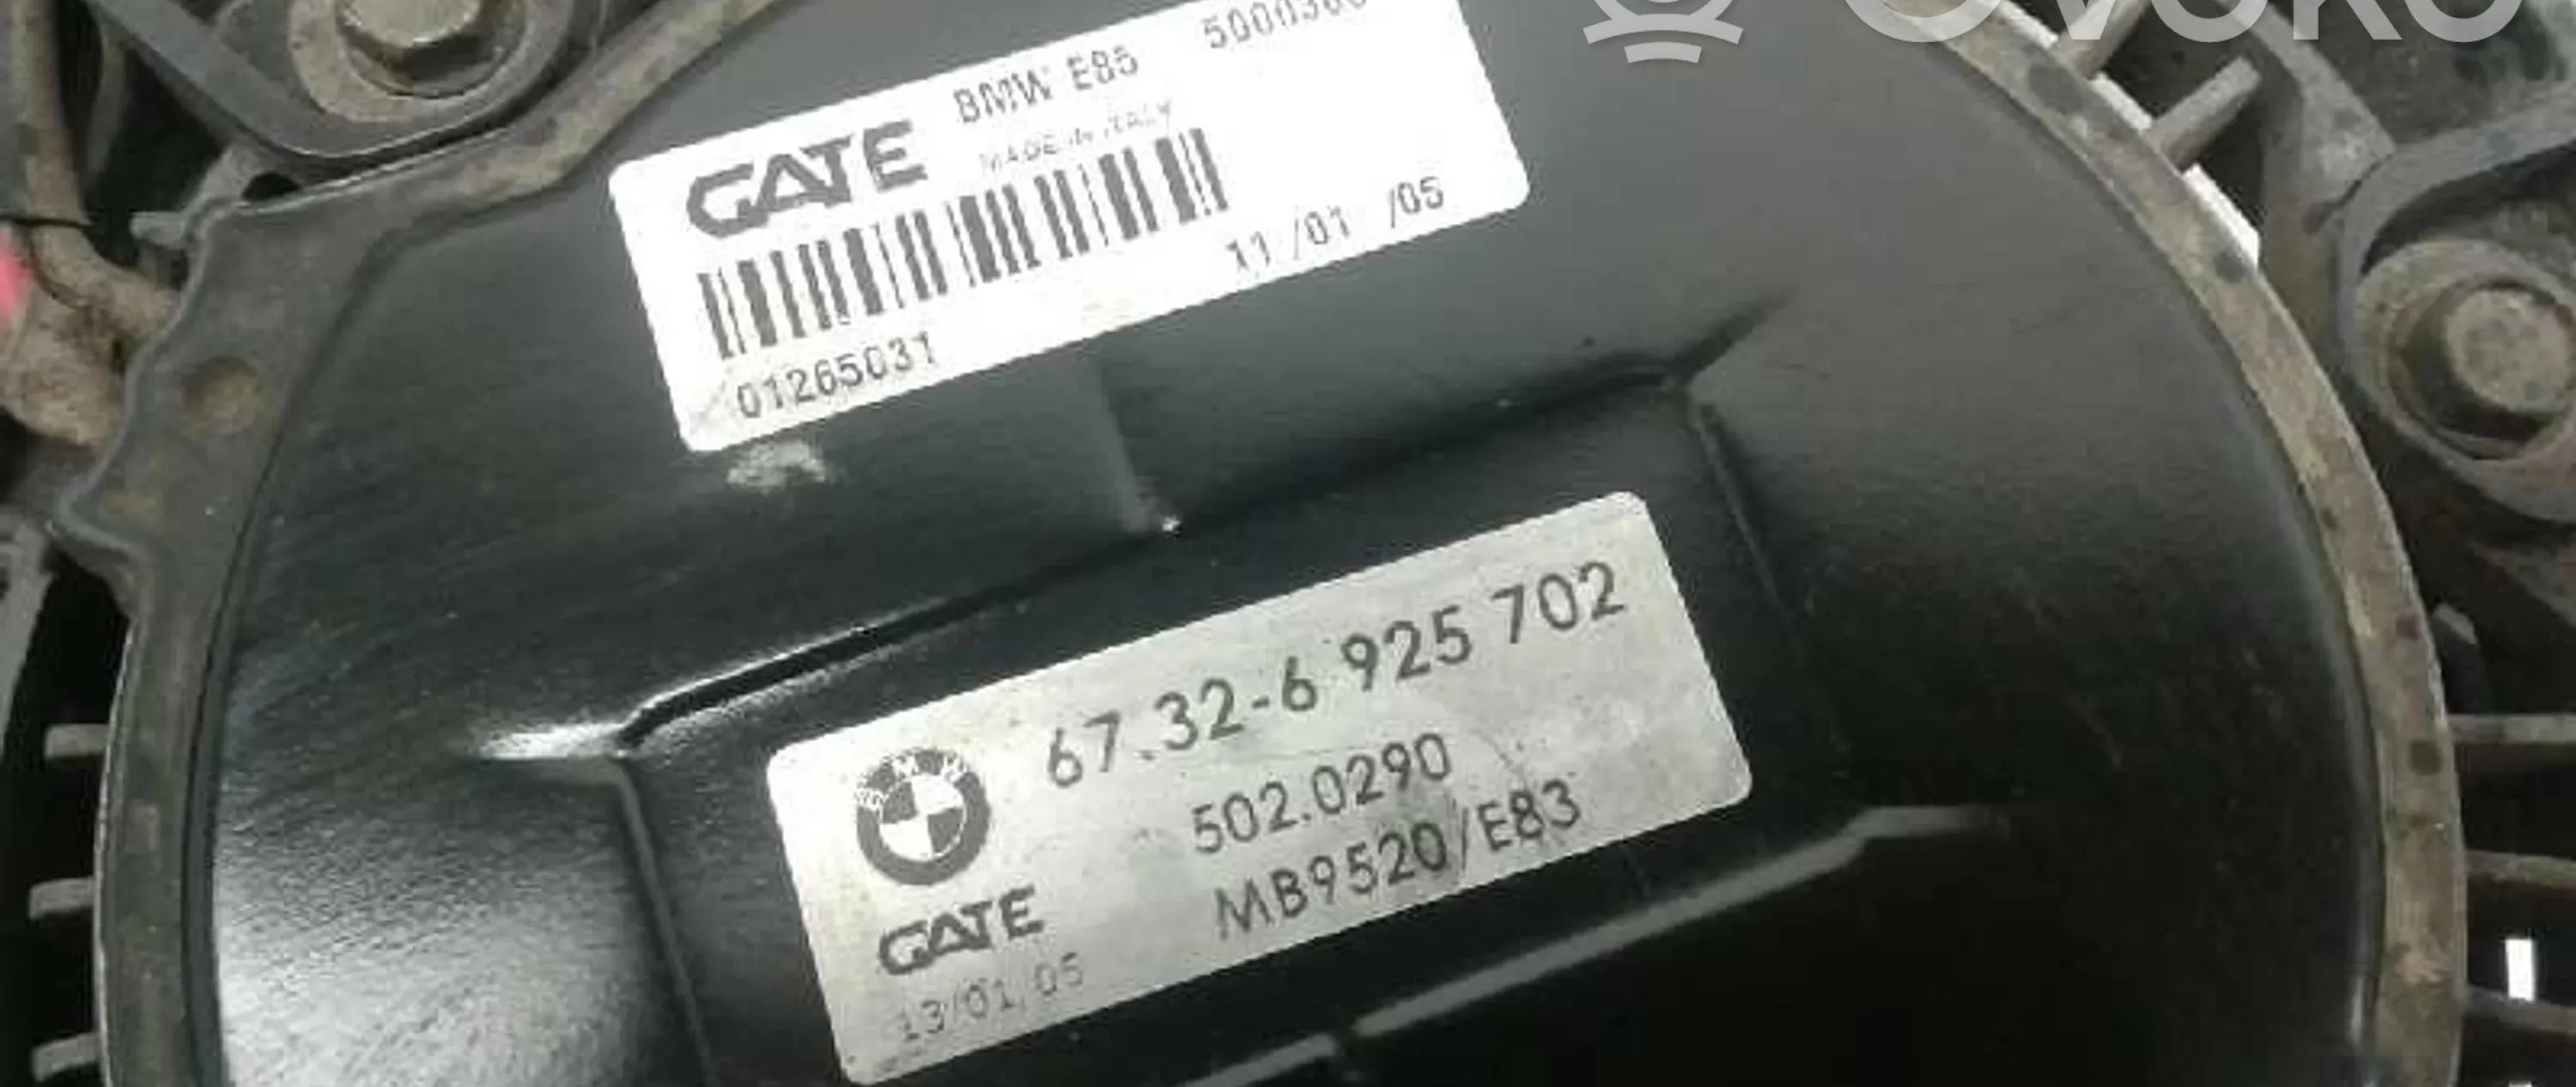 BMW E85
GATE
MADE IN ITALY
11/01/05
01265031
67.32-6 925 702
502.0290
BMW
MB9520/E83
GATE
13/01/05